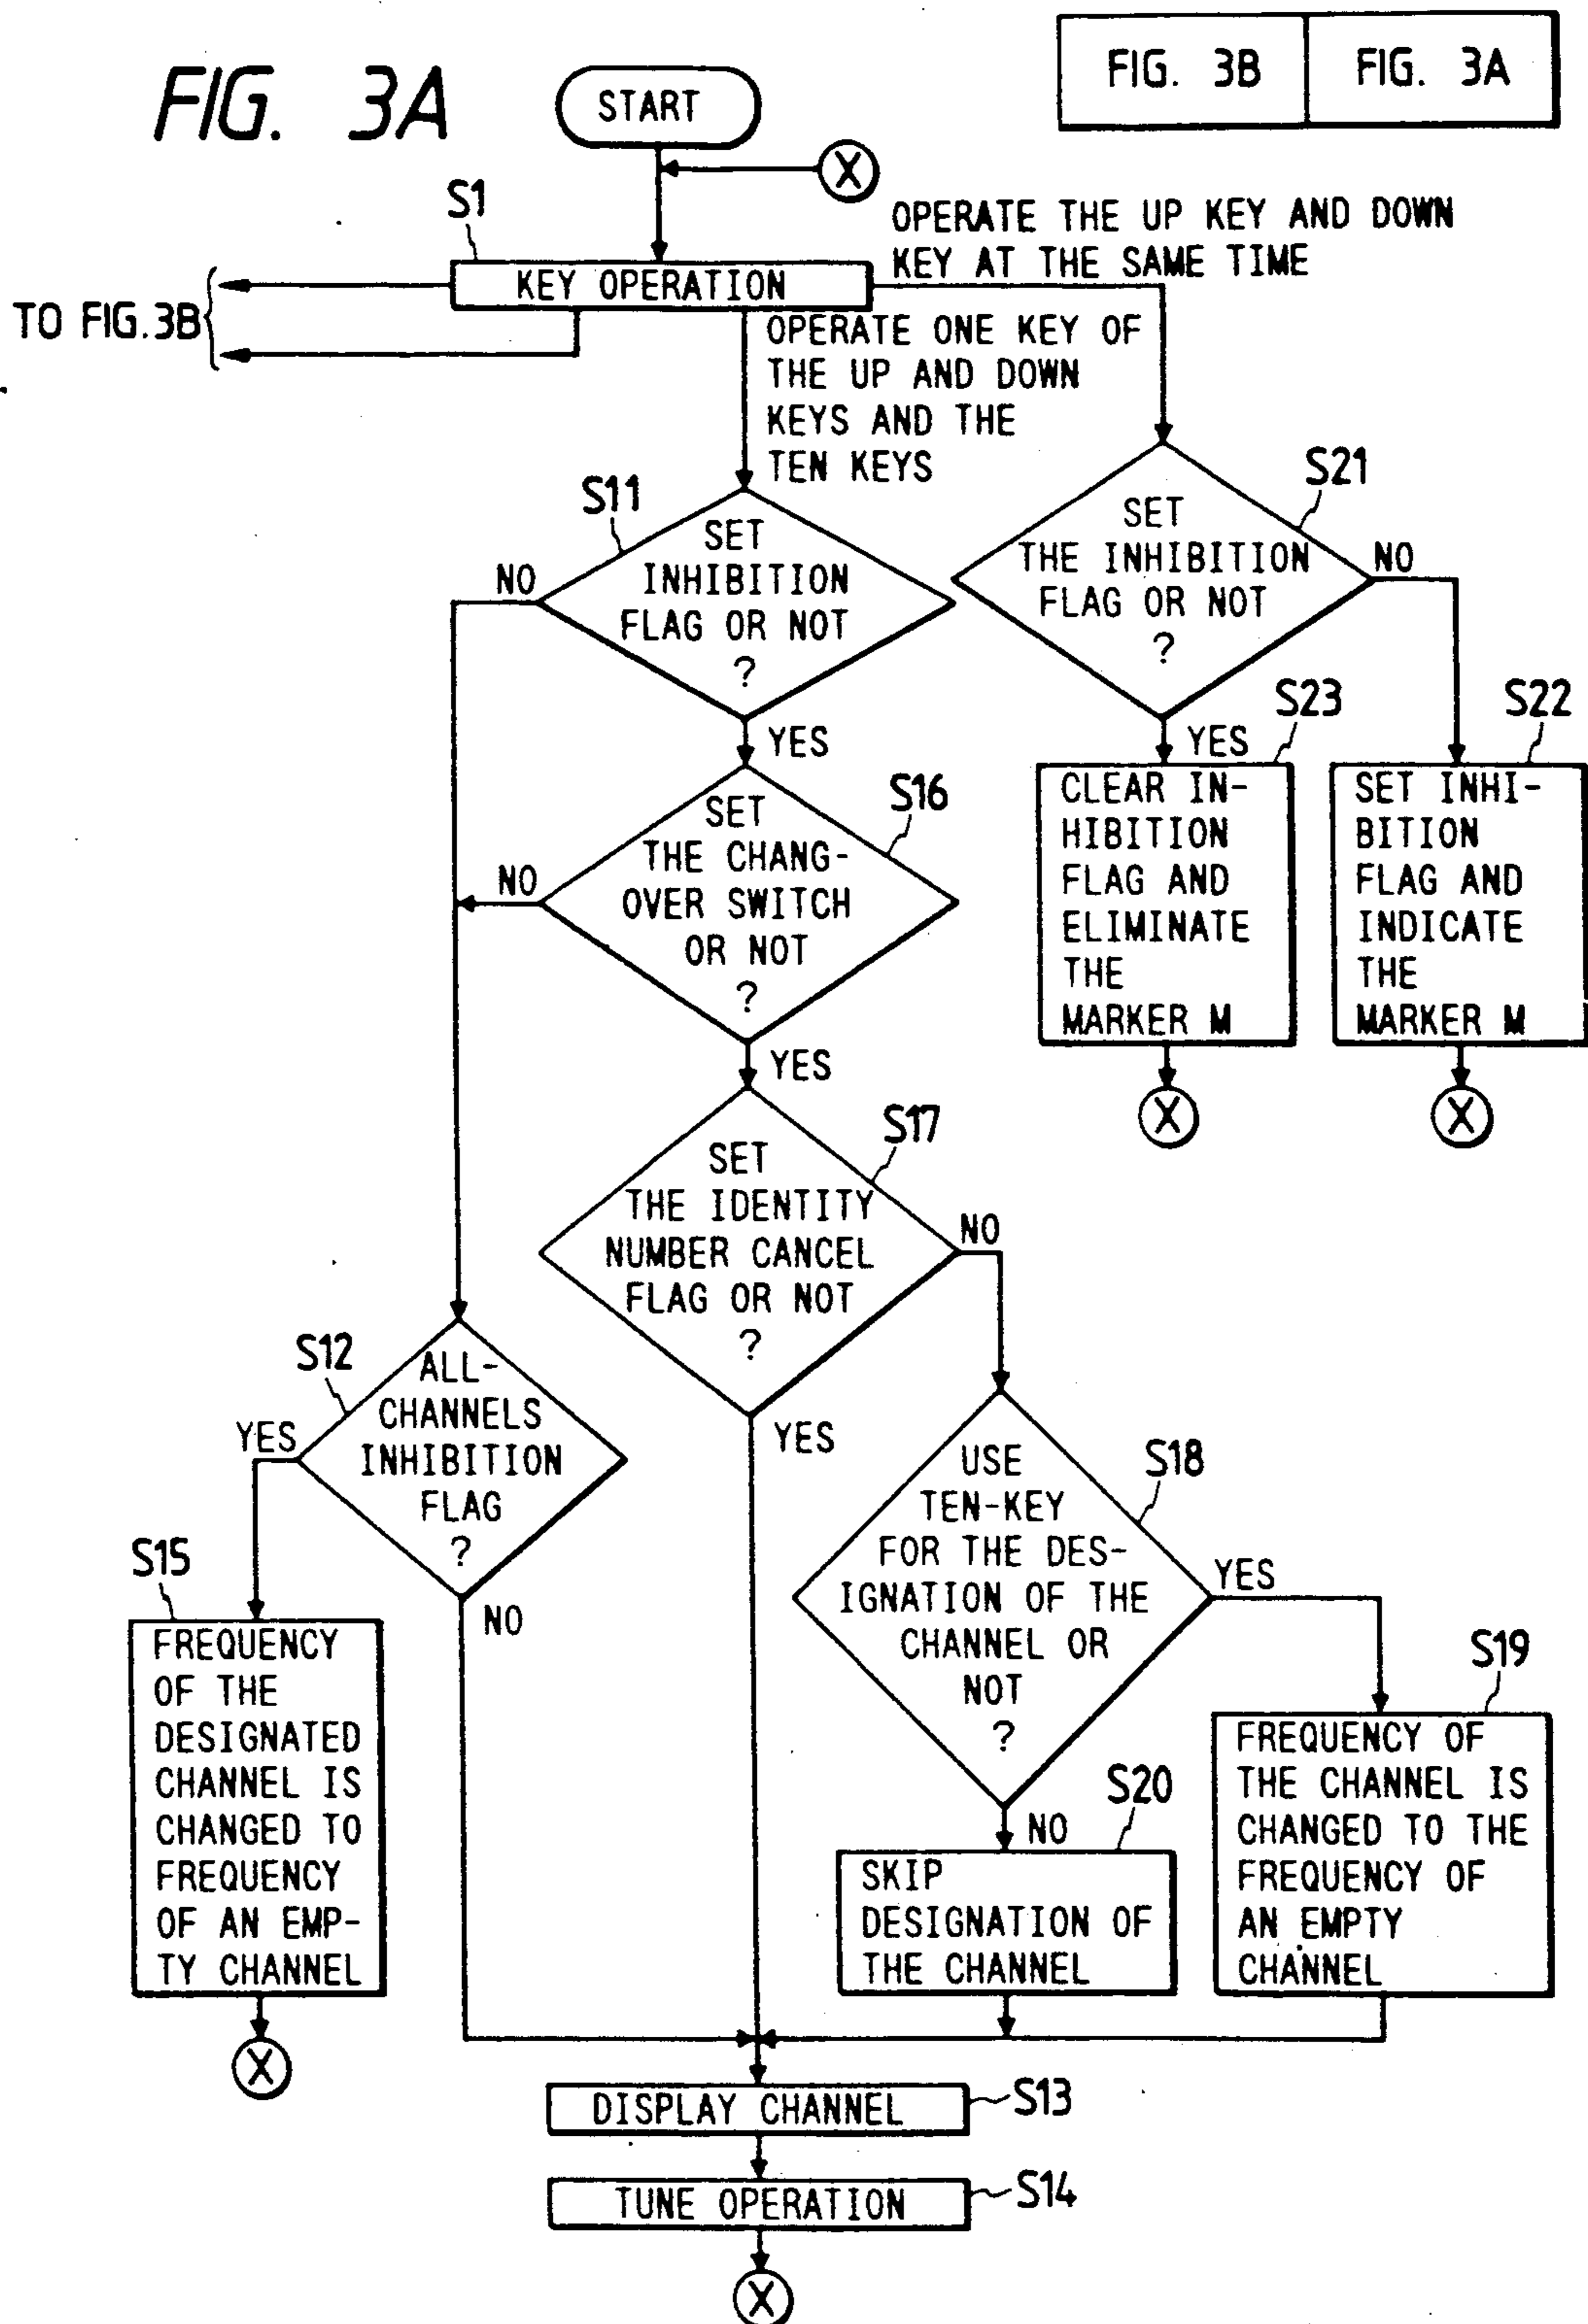 FIG. 3A
FIG. 3B
FIG. 3A
START
X
S1
OPERATE THE UP KEY AND DOWN
KEY AT THE SAME TIME
KEY OPERATION
TO FIG.3B
OPERATE ONE KEY OF
THE UP AND DOWN
KEYS AND THE
TEN KEYS
S11
SET
INHIBITION
FLAG OR NOT
?
NO
YES
S21
SET
THE INHIBITION
FLAG OR NOT
?
NO
YES
S23
CLEAR IN-
HIBITION
FLAG AND
ELIMINATE
THE
MARKER M
X
S22
SET INHI-
BITION
FLAG AND
INDICATE
THE
MARKER M
X
S16
SET
THE CHANG-
OVER SWITCH
OR NOT
?
NO
YES
S17
SET
THE IDENTITY
NUMBER CANCEL
FLAG OR NOT
?
NO
YES
S12
ALL-
CHANNELS
INHIBITION
FLAG
?
YES
NO
S18
USE
TEN-KEY
FOR THE DES-
IGNATION OF THE
CHANNEL OR
NOT
?
YES
NO
S15
FREQUENCY
OF THE
DESIGNATED
CHANNEL IS
CHANGED TO
FREQUENCY
OF AN EMP-
TY CHANNEL
X
S20
SKIP
DESIGNATION OF
THE CHANNEL
S19
FREQUENCY OF
THE CHANNEL IS
CHANGED TO THE
FREQUENCY OF
AN EMPTY
CHANNEL
DISPLAY CHANNEL
S13
TUNE OPERATION
S14
X